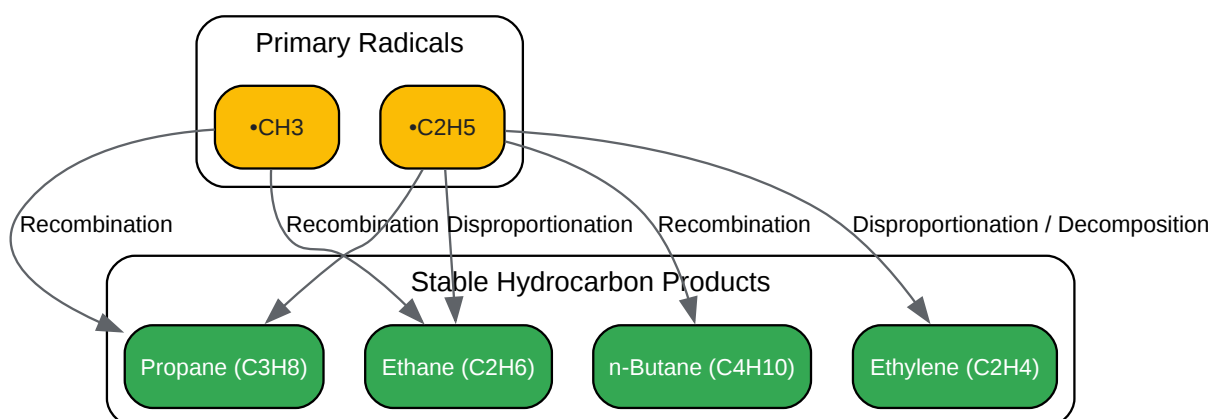 Primary Radicals
•CH3
•C2H5
Recombination
Recombination
Disproportionation
Recombination
Disproportionation / Decomposition
Stable Hydrocarbon Products
Propane (C3H8)
Ethane (C2H6)
n-Butane (C4H10)
Ethylene (C2H4)